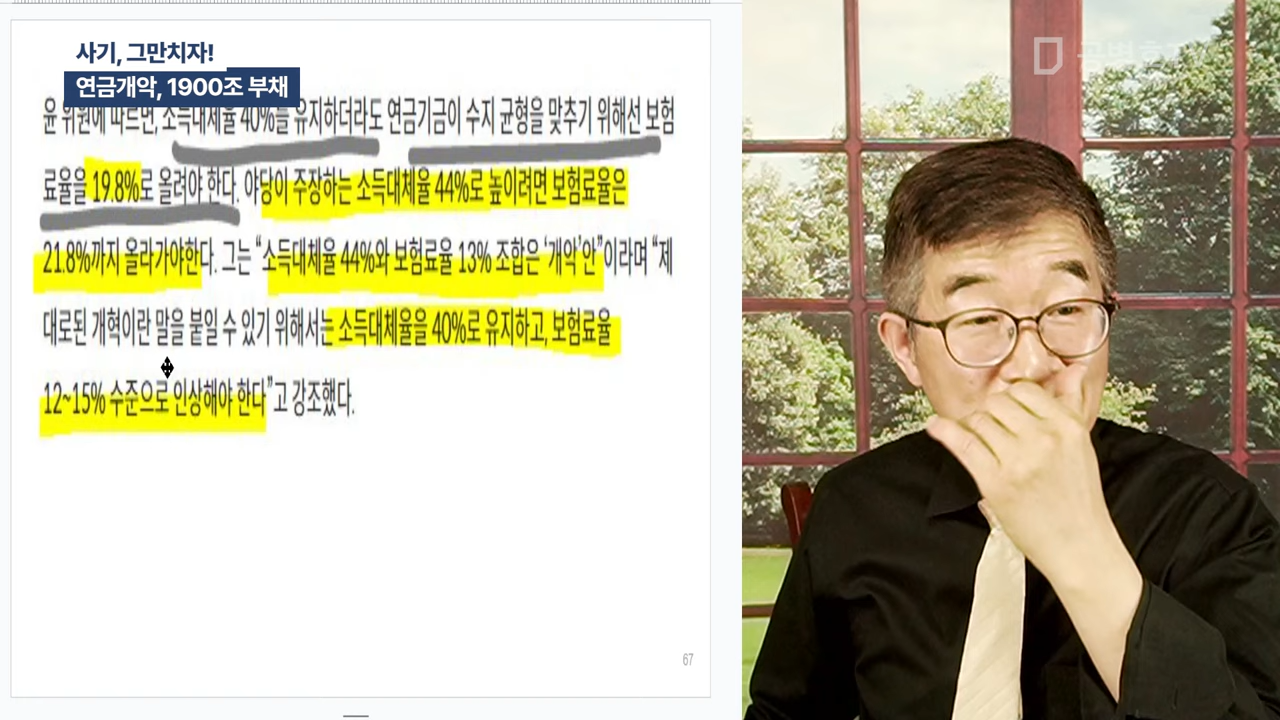 사기, 그만치자!
연금개악, 1900조 부채
윤 위원에 따르면, 소득대체율 40%를 유지하더라도 연금기금이 수지 균형을 맞추기 위해선 보험
료율을 19.8%로 올려야 한다. 야당이 주장하는 소득대체율 44%로 높이려면 보험료율은
21.8%까지 올라가야한다. 그는 “소득대체율 44%와 보험료율 13% 조합은 ‘개악’안”이라며 “제
대로된 개혁이란 말을 붙일 수 있기 위해서는 소득대체율을 40%로 유지하고, 보험료율
12~15% 수준으로 인상해야 한다”고 강조했다.
67